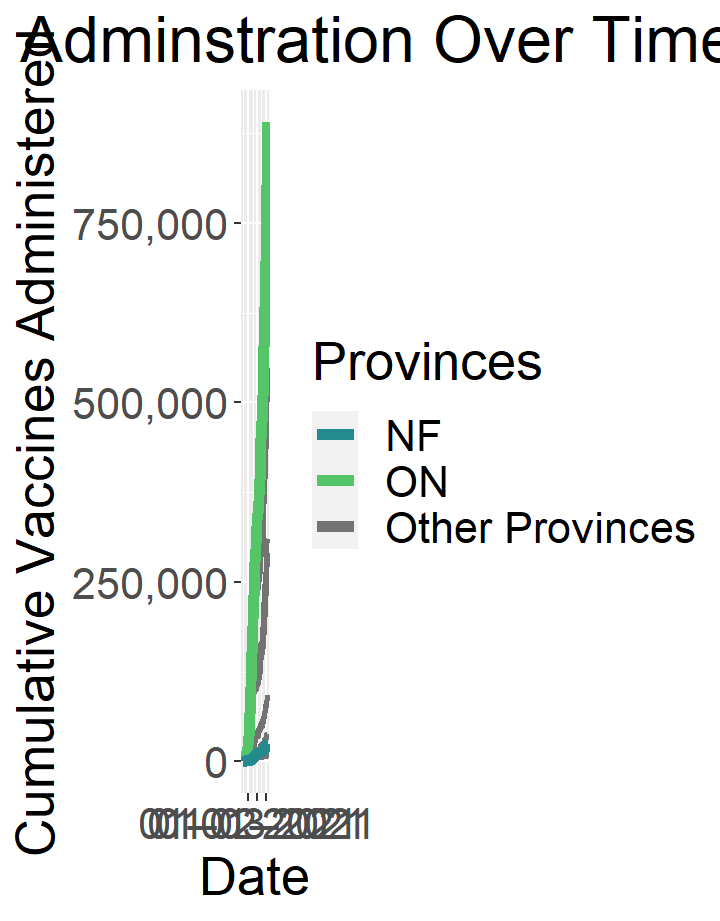 Adminstration Over Time
Cumulative Vaccines Administered
750,000
500,000
250,000
0
Provinces
NF
ON
Other Provinces
Date